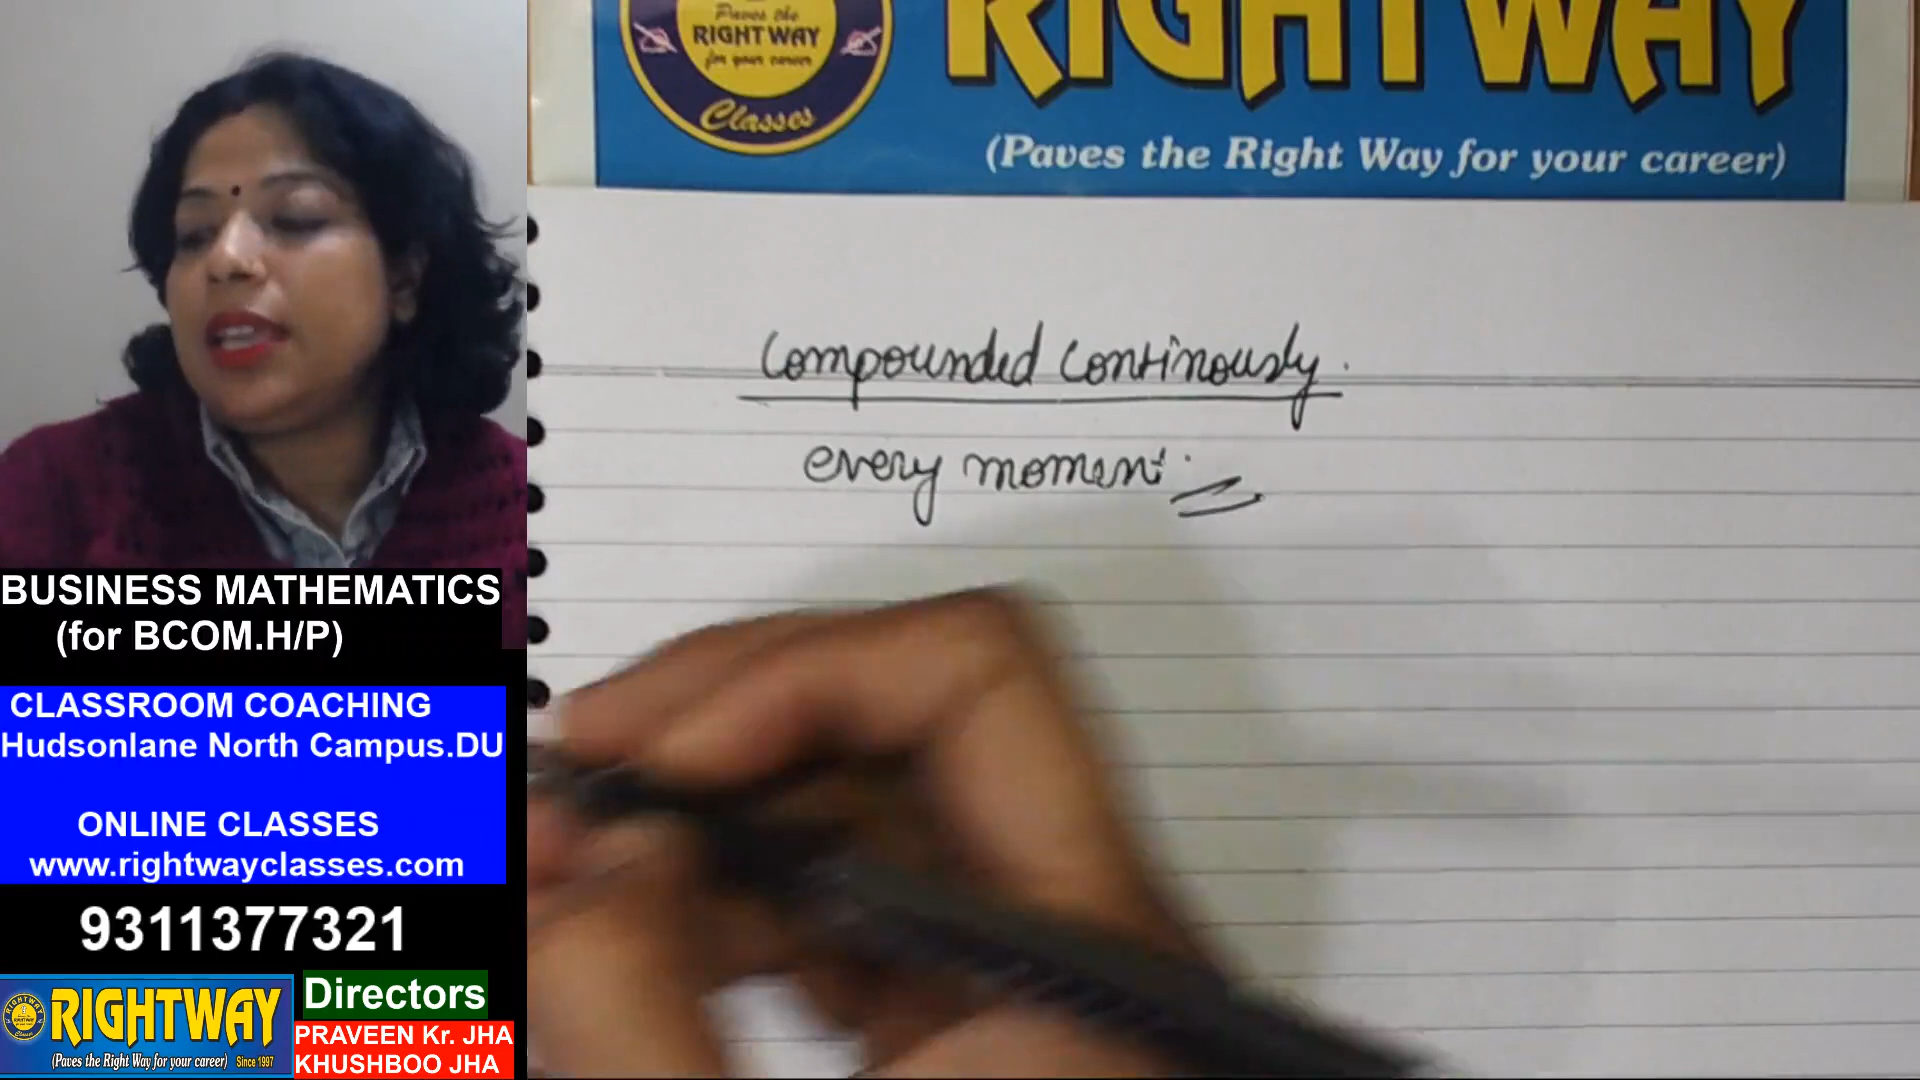 Paves the
RIGHT WAY
for your career
Classes
RIGHTWAY
(Paves the Right Way for your career)
Compounded Continously.
every moment.
BUSINESS MATHEMATICS
(for BCOM.H/P)
CLASSROOM COACHING
Hudsonlane North Campus.DU
ONLINE CLASSES
www.rightwayclasses.com
9311377321
RIGHTWAY
(Paves the Right Way for your career)
Since 1997
Directors
PRAVEEN Kr. JHA
KHUSHBOO JHA